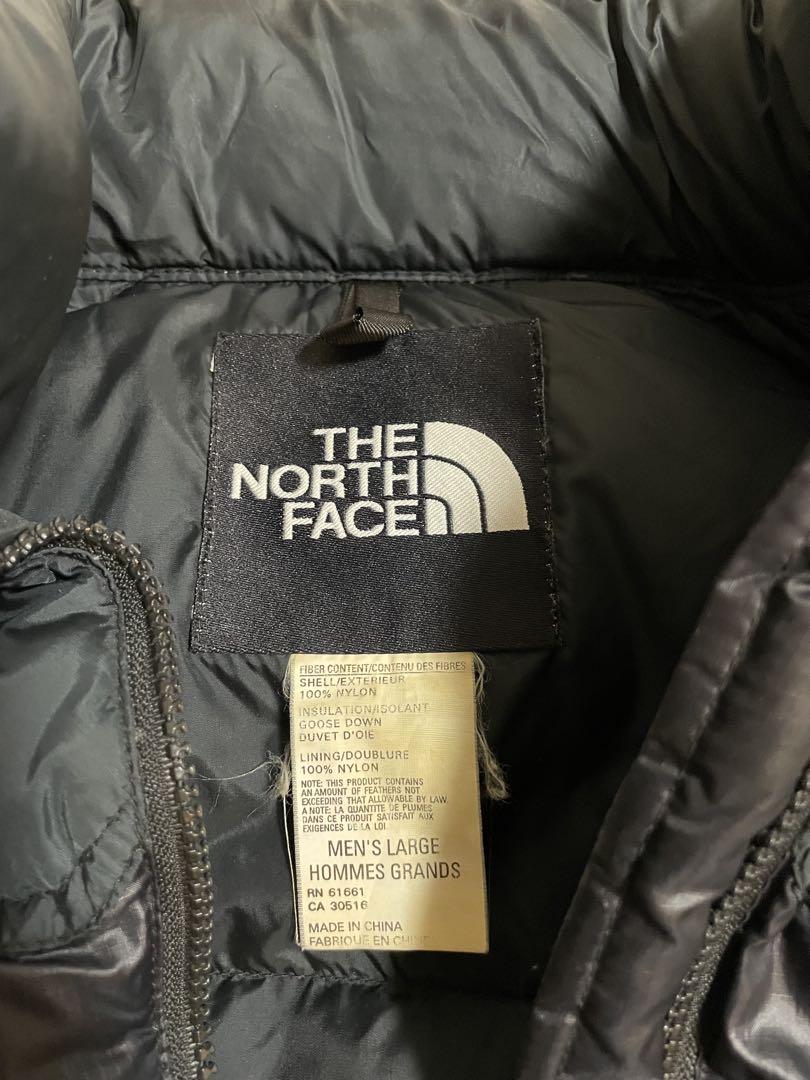 THE
NORTH
FACE
FIBER CONTENT/CONTENU DES FIBRES
SHELL/EXTERIEUR
100% NYLON
INSULATION/ISOLANT
GOOSE DOWN
DUVET D'OIE
LINING/DOUBLURE
100% NYLON
NOTE: THIS PRODUCT CONTAINS
AN AMOUNT OF FEATHERS NOT
EXCEEDING THAT ALLOWABLE BY LAW.
A NOTE: LA QUANTITE DE PLUMES
DANS CE PRODUIT SATISFAIT AUX
EXIGENCES DE LA LOI.
MEN'S LARGE
HOMMES GRANDS
RN 61661
CA 30516
MADE IN CHINA
FABRIQUE EN CHINE